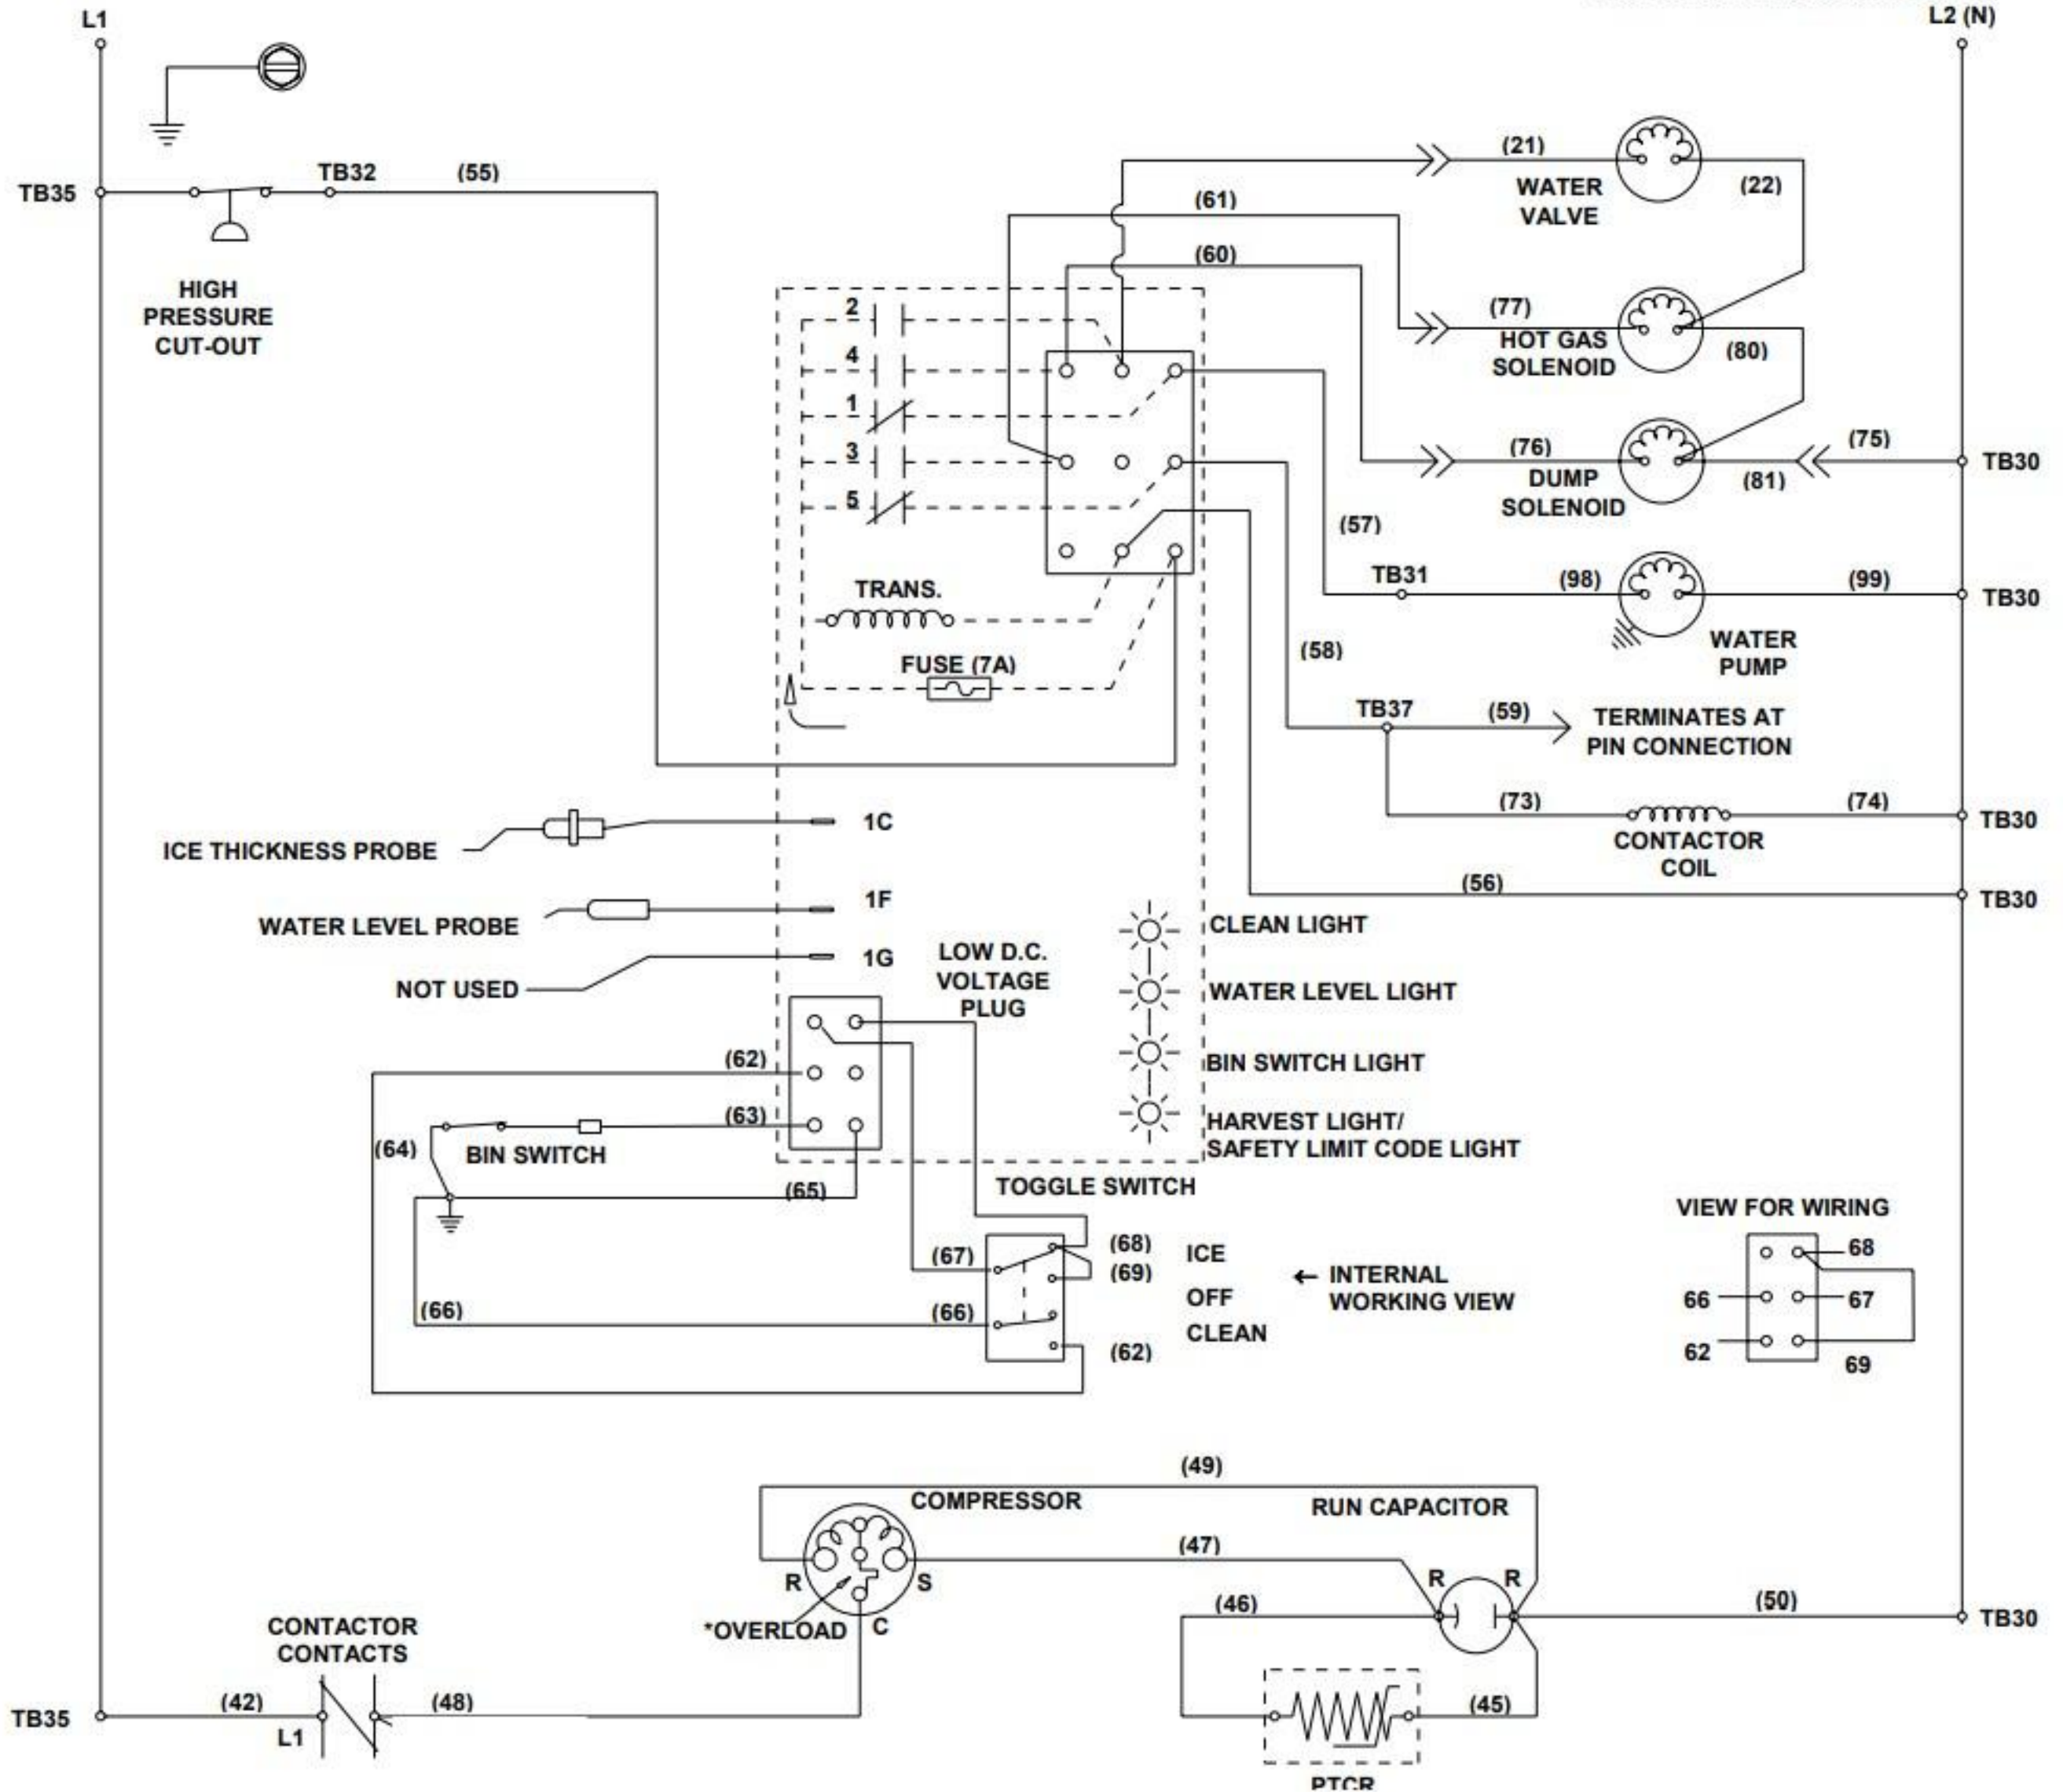 L1
L2 (N)
TB35
TB32
(55)
HIGH
PRESSURE
CUT-OUT
(21)
WATER
VALVE
(22)
(61)
(60)
(77)
HOT GAS
SOLENOID
(80)
2
4
1
3
5
(76)
DUMP
SOLENOID
(81)
(75)
TB30
(57)
TB31
(98)
(99)
TB30
WATER
PUMP
TRANS.
FUSE (7A)
(58)
TB37
(59)
TERMINATES AT
PIN CONNECTION
(73)
(74)
TB30
CONTACTOR
COIL
(56)
TB30
ICE THICKNESS PROBE
1C
WATER LEVEL PROBE
1F
NOT USED
1G
LOW D.C.
VOLTAGE
PLUG
CLEAN LIGHT
WATER LEVEL LIGHT
BIN SWITCH LIGHT
HARVEST LIGHT/
SAFETY LIMIT CODE LIGHT
(62)
(63)
(64)
BIN SWITCH
(65)
TOGGLE SWITCH
(66)
(67)
(66)
(68)
(69)
(62)
ICE
OFF
CLEAN
INTERNAL
WORKING VIEW
VIEW FOR WIRING
68
66
67
62
69
(49)
COMPRESSOR
RUN CAPACITOR
(47)
R
S
*OVERLOAD
C
R
R
(46)
(50)
TB30
(45)
PTCR
CONTACTOR
CONTACTS
TB35
(42)
L1
(48)